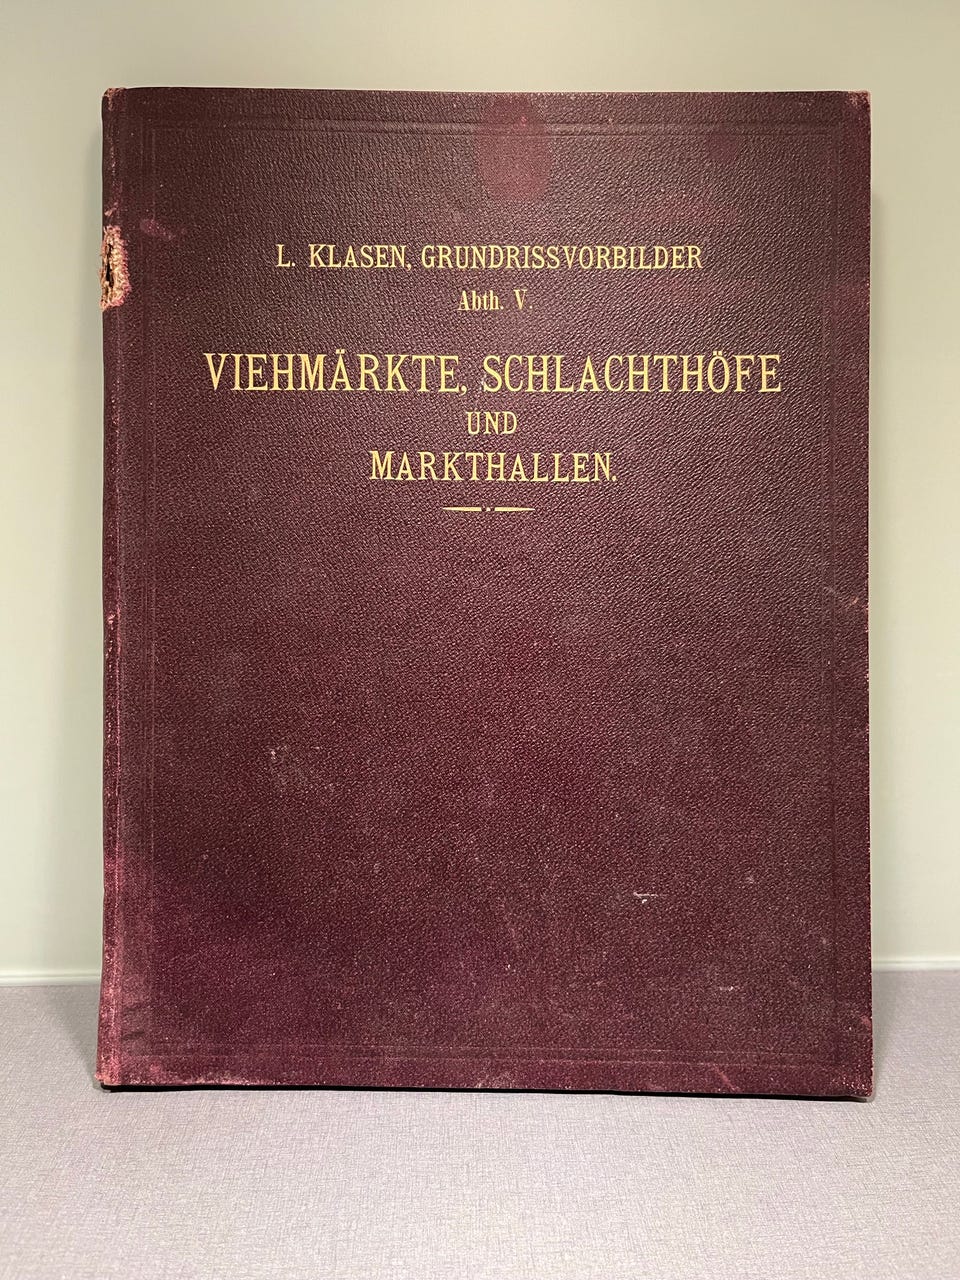 L. KLASEN, GRUNDRISSVORBILDER
Abth. V.
VIEHMÄRKTE, SCHLACHTHÖFE
UND
MARKTHALLEN.